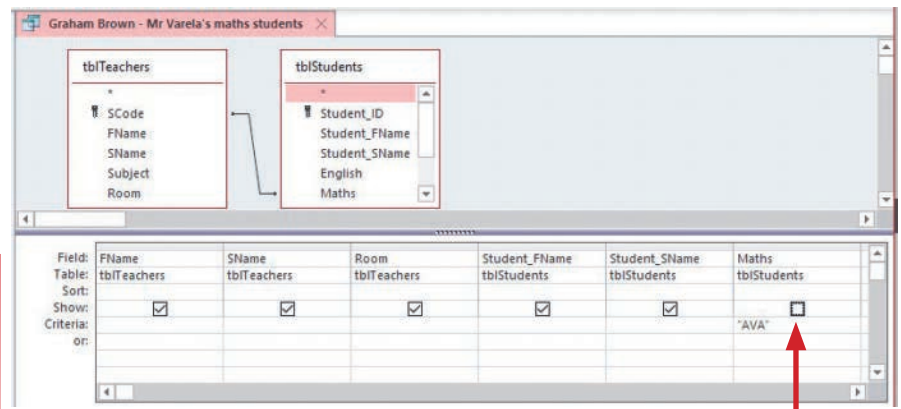 Graham Brown - Mr Varela's maths students
tblTeachers
*
SCode
FName
SName
Subject
Room
tblStudents
*
Student_ID
Student_FName
Student_SName
English
Maths
Field: FName SName Room Student_FName Student_SName Maths
Table: tblTeachers tblTeachers tblTeachers tblStudents tblStudents tblStudents
Sort:
Show:
Criteria: "AVA"
or: